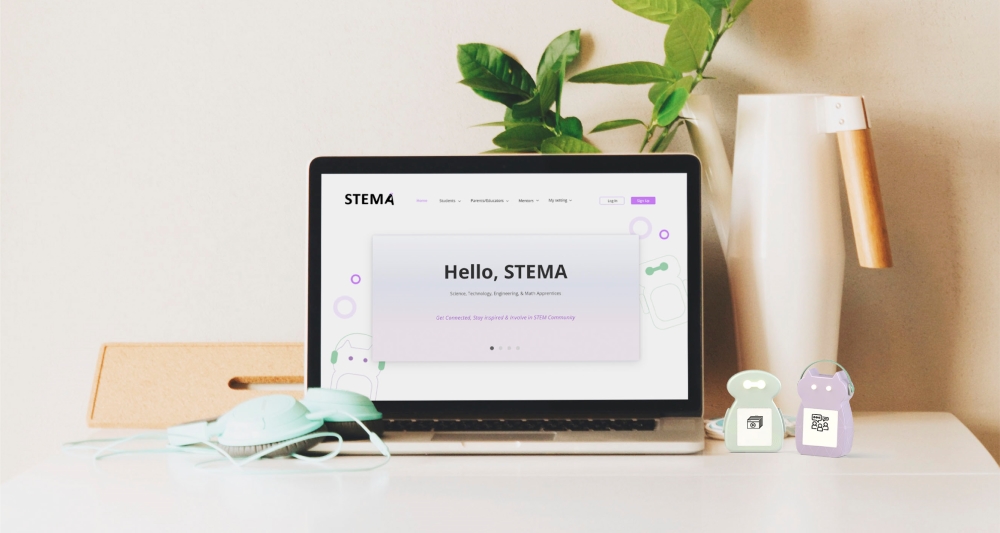 STEMA
Home Students Parents/Educators Mentors My setting Log In Sign Up
Hello, STEMA
Science, Technology, Engineering, & Math Apprentices
Get Connected, Stay Inspired & Involve in STEM Community